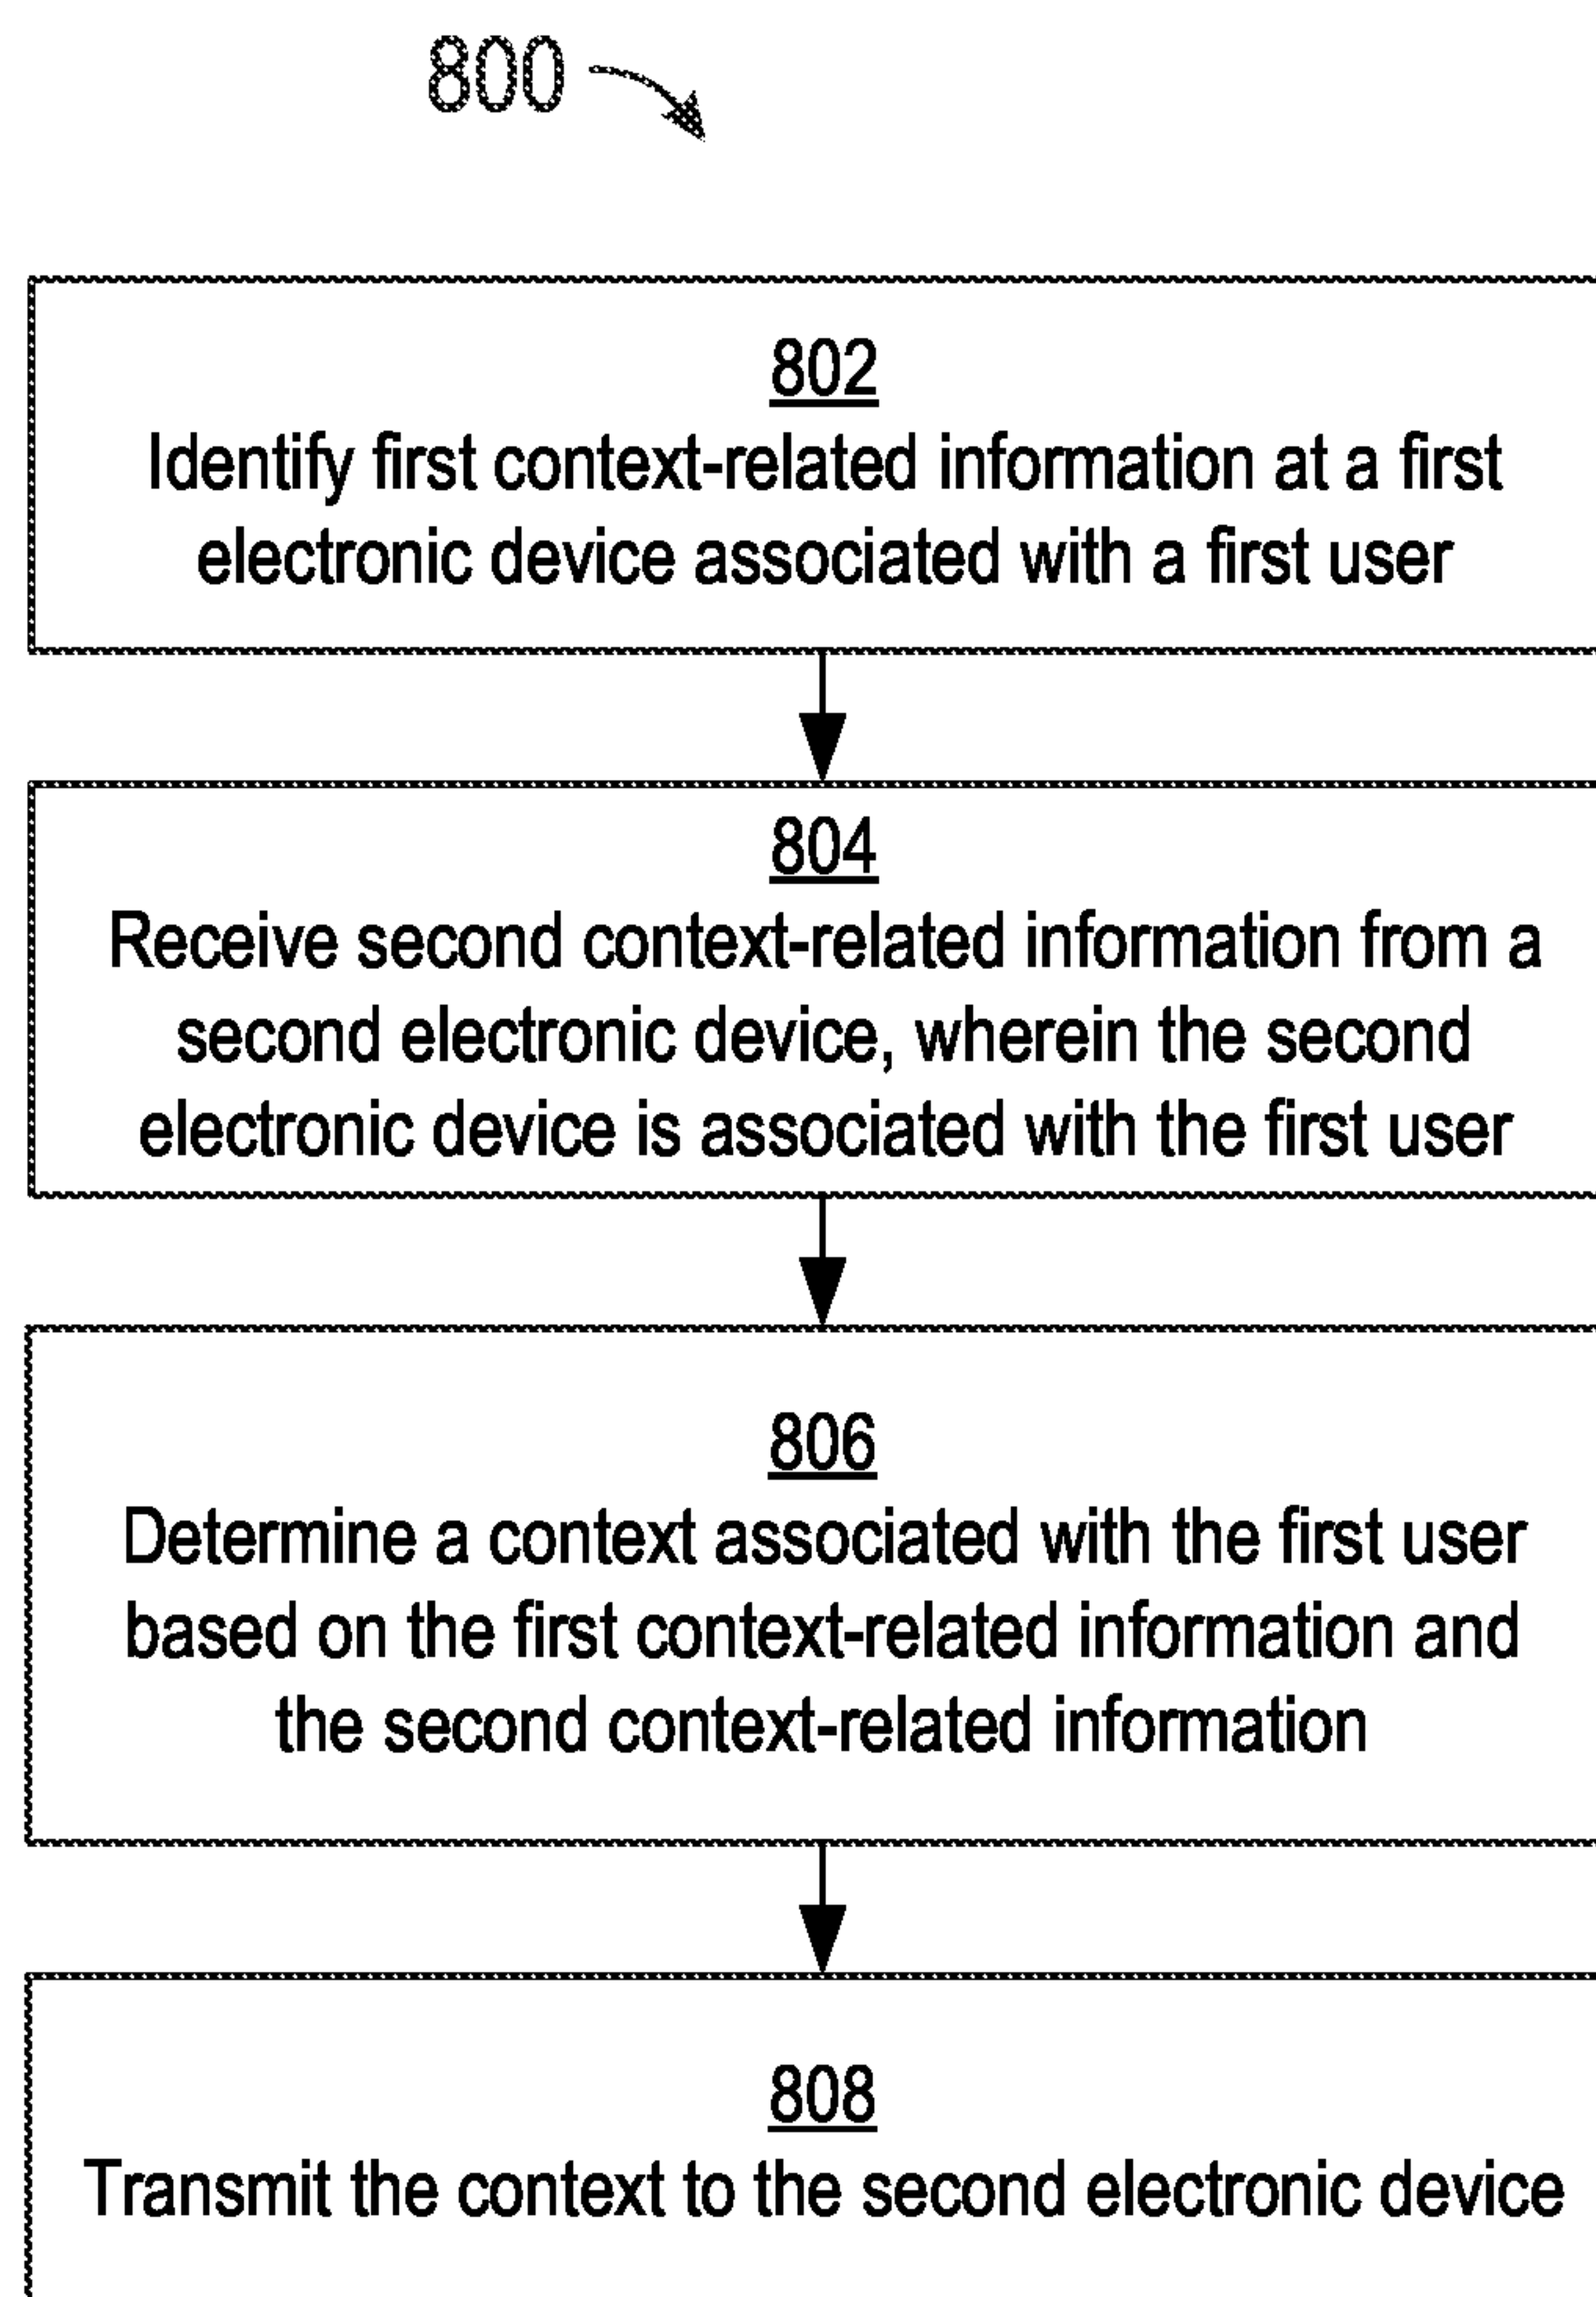 800
802
Identify first context-related information at a first
electronic device associated with a first user
804
Receive second context-related information from a
second electronic device, wherein the second
electronic device is associated with the first user
806
Determine a context associated with the first user
based on the first context-related information and
the second context-related information
808
Transmit the context to the second electronic device